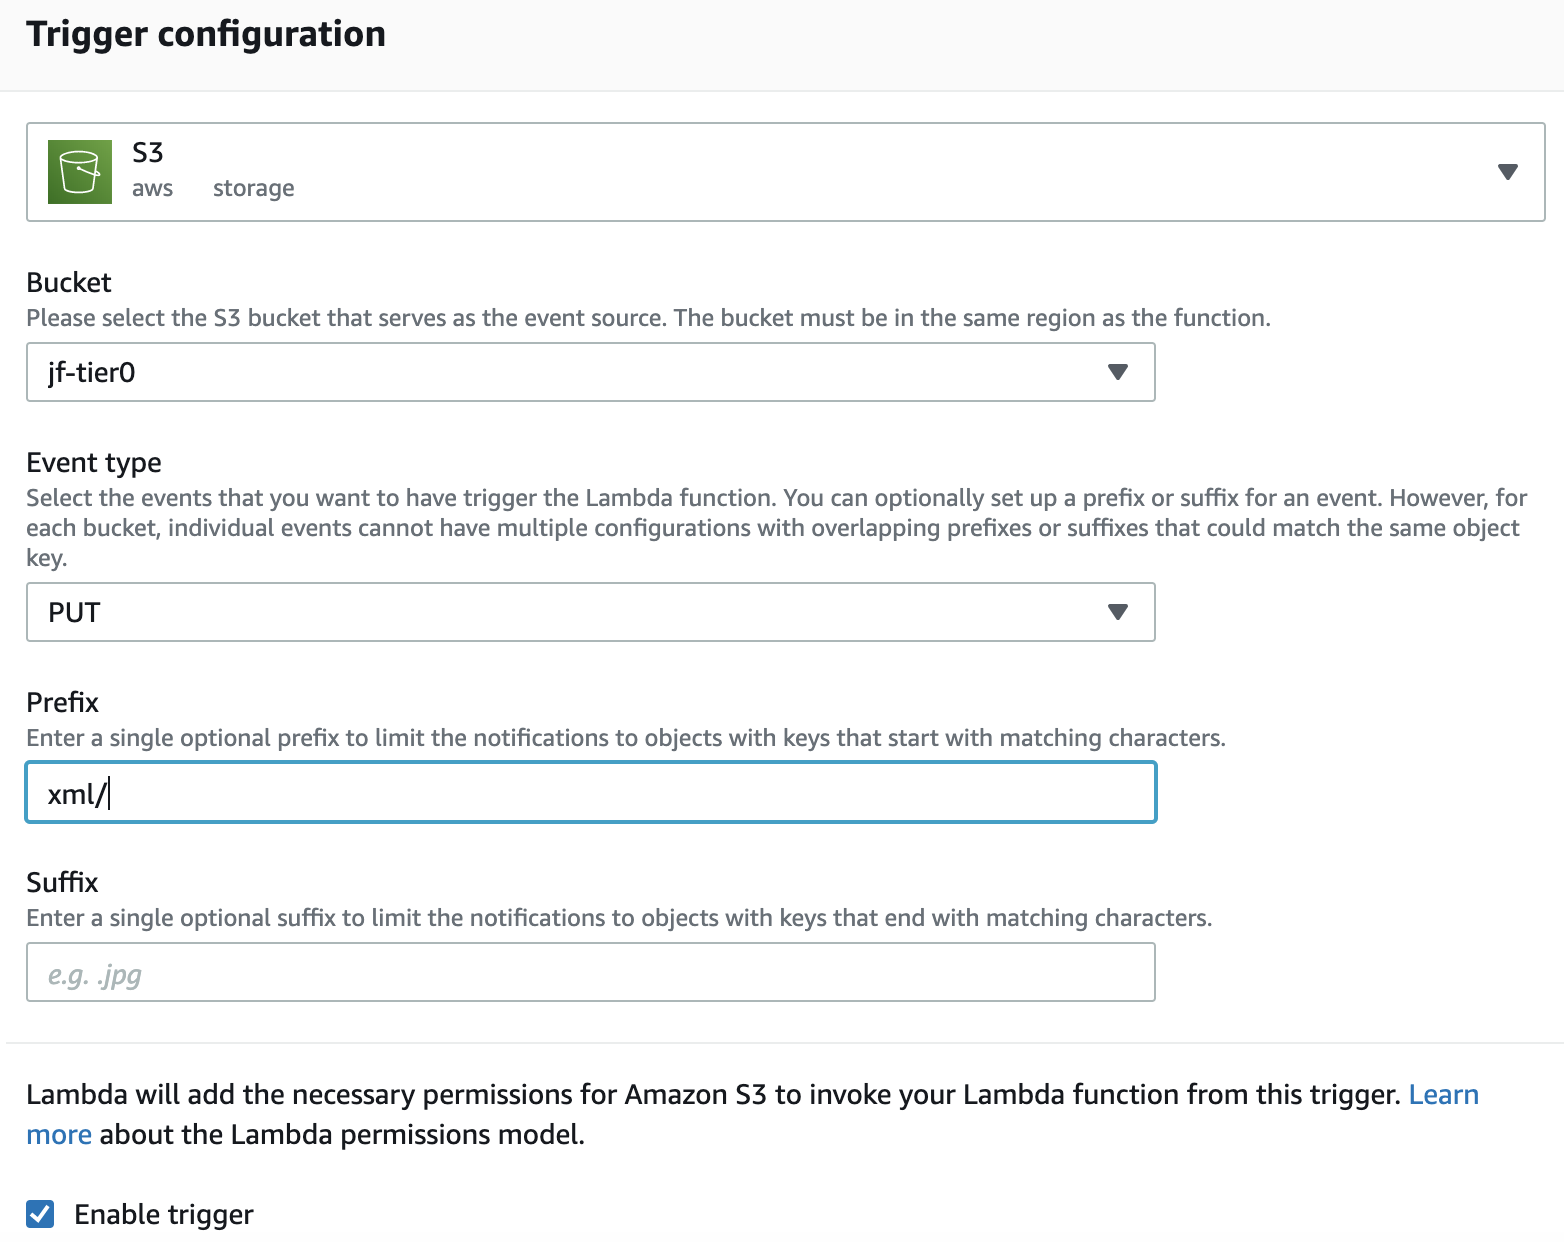 Trigger configuration
S3
aws storage
Bucket
Please select the S3 bucket that serves as the event source. The bucket must be in the same region as the function.
jf-tier0
Event type
Select the events that you want to have trigger the Lambda function. You can optionally set up a prefix or suffix for an event. However, for
each bucket, individual events cannot have multiple configurations with overlapping prefixes or suffixes that could match the same object
key.
PUT
Prefix
Enter a single optional prefix to limit the notifications to objects with keys that start with matching characters.
xml/
Suffix
Enter a single optional suffix to limit the notifications to objects with keys that end with matching characters.
e.g. .jpg
Lambda will add the necessary permissions for Amazon S3 to invoke your Lambda function from this trigger. Learn
more about the Lambda permissions model.
Enable trigger